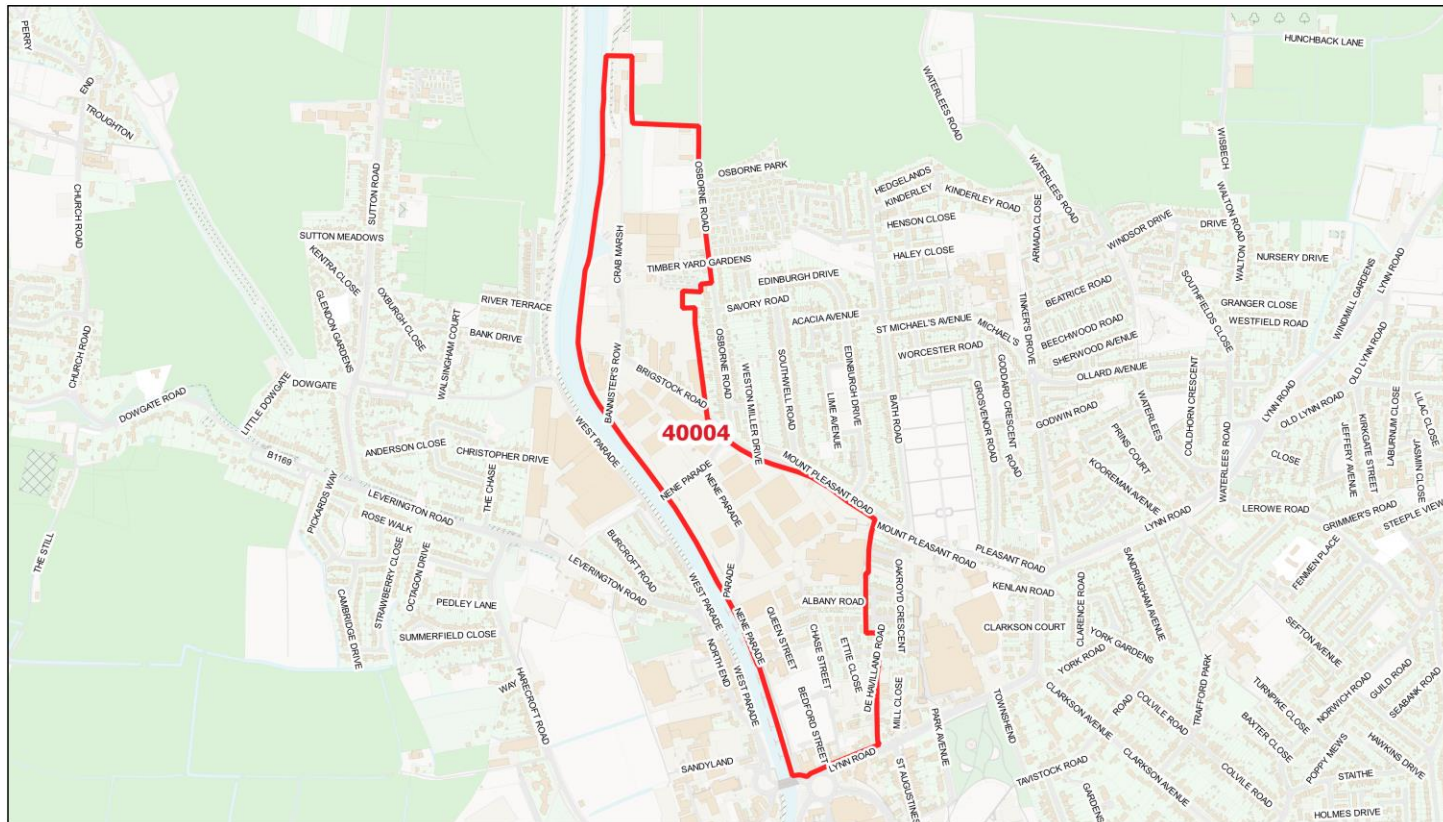 PERRY
END
TROUGHTON
CHURCH ROAD
SUTTON ROAD
SUTTON MEADOWS
KENTRA CLOSE
GLENDON GARDENS
OXBURGH CLOSE
RIVER TERRACE
BANK DRIVE
WALSINGHAM COURT
CHURCH ROAD
DOWGATE ROAD
LITTLE DOWGATE
DOWGATE
B1169
ANDERSON CLOSE
CHRISTOPHER DRIVE
THE CHASE
PICKARDS WAY
LEVERINGTON ROAD
ROSE WALK
STRAWBERRY CLOSE
OCTAGON DRIVE
CAMBRIDGE DRIVE
PEDLEY LANE
SUMMERFIELD CLOSE
THE STILL
HARECROFT ROAD
WAY
BURCROFT ROAD
LEVERINGTON ROAD
WEST PARADE
WEST PARADE
NORTH END
WEST PARADE
SANDYLAND
CRAB MARSH
BANNISTER'S ROW
BRIGSTOCK ROAD
40004
NENE PARADE
NENE PARADE
PARADE
NENE PARADE
QUEEN STREET
CHASE STREET
ETTIE CLOSE
BEDFORD STREET
ALBANY ROAD
DE HAVILLAND ROAD
OAKROYD CRESCENT
MILL CLOSE
LYNN ROAD
ST AUGUSTINES
PARK AVENUE
OSBORNE ROAD
OSBORNE PARK
TIMBER YARD GARDENS
EDINBURGH DRIVE
SAVORY ROAD
ACACIA AVENUE
OSBORNE ROAD
WESTON MILLER DRIVE
SOUTHWELL ROAD
LIME AVENUE
EDINBURGH DRIVE
BATH ROAD
MOUNT PLEASANT ROAD
MOUNT PLEASANT ROAD
PLEASANT ROAD
KENLAN ROAD
CLARKSON COURT
HUNCHBACK LANE
WATERLEES ROAD
WATERLEES ROAD
WISBECH
WALTON ROAD
WALTON ROAD
HEDGELANDS
KINDERLEY
KINDERLEY ROAD
HENSON CLOSE
HALEY CLOSE
ARMADA CLOSE
WINDSOR DRIVE
DRIVE
NURSERY DRIVE
BEATRICE ROAD
BEECHWOOD ROAD
SHERWOOD AVENUE
SOUTHFIELDS CLOSE
GRANGER CLOSE
WESTFIELD ROAD
WINDMILL GARDENS
LYNN ROAD
ST MICHAEL'S AVENUE
MICHAEL'S
TINKER'S DROVE
WORCESTER ROAD
GODDARD CRESCENT
GROSVENOR ROAD
ROAD
OLLARD AVENUE
GODWIN ROAD
WATERLEES
PRINS COURT
COLDHORN CRESCENT
KOOREMAN AVENUE
LYNN ROAD
WATERLEES ROAD
LYNN ROAD
OLD LYNN ROAD
OLD LYNN ROAD
CLOSE
JEFFERY AVENUE
KIRKGATE STREET
LABURNUM CLOSE
LILAC CLOSE
JASMIN CLOSE
LEROWE ROAD
GRIMMER'S ROAD
STEEPLE VIEW
FENMEN PLACE
SANDRINGHAM AVENUE
CLARENCE ROAD
YORK GARDENS
YORK ROAD
TRAFFORD PARK
SEFTON AVENUE
TOWNSHEND
CLARKSON AVENUE
ROAD
COLVILE ROAD
TURNPIKE CLOSE
NORWICH ROAD
GUILD ROAD
SEABANK ROAD
TAVISTOCK ROAD
GARDENS
CLARKSON AVENUE
COLVILE ROAD
BAXTER CLOSE
POPPY MEWS
HAWKINS DRIVE
STAITHE
HOLMES DRIVE